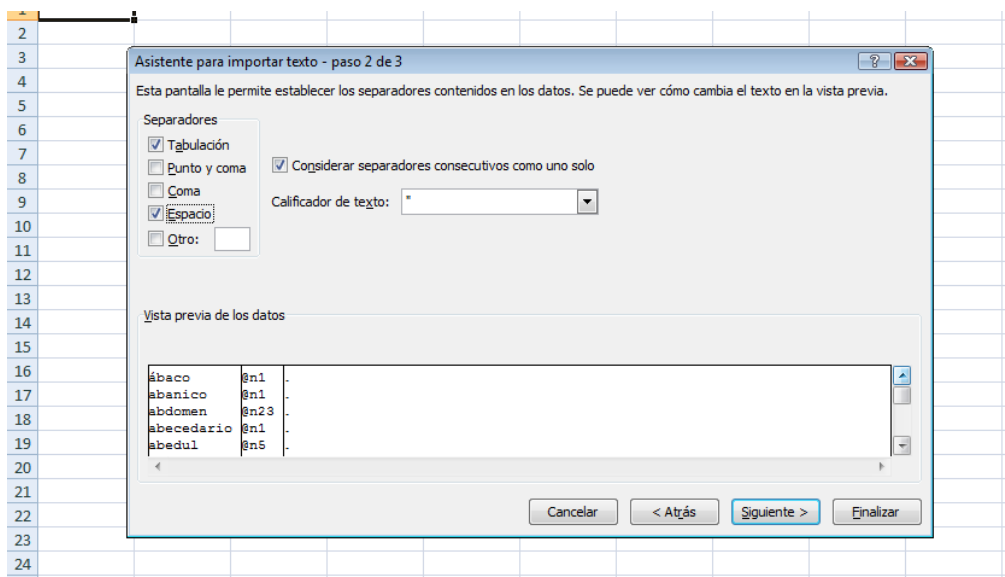 1
2
3
4
5
6
7
8
9
10
11
12
13
14
15
16
17
18
19
20
21
22
23
24
Asistente para importar texto - paso 2 de 3
Esta pantalla le permite establecer los separadores contenidos en los datos. Se puede ver cómo cambia el texto en la vista previa.
Separadores
Tabulación
Punto y coma
Coma
Espacio
Otro:
Considerar separadores consecutivos como uno solo
Calificador de texto: "
Vista previa de los datos
ábaco @n1 .
abanico @n1 .
abdomen @n23 .
abecedario @n1 .
abedul @n5 .
Cancelar
< Atrás
Siguiente >
Finalizar